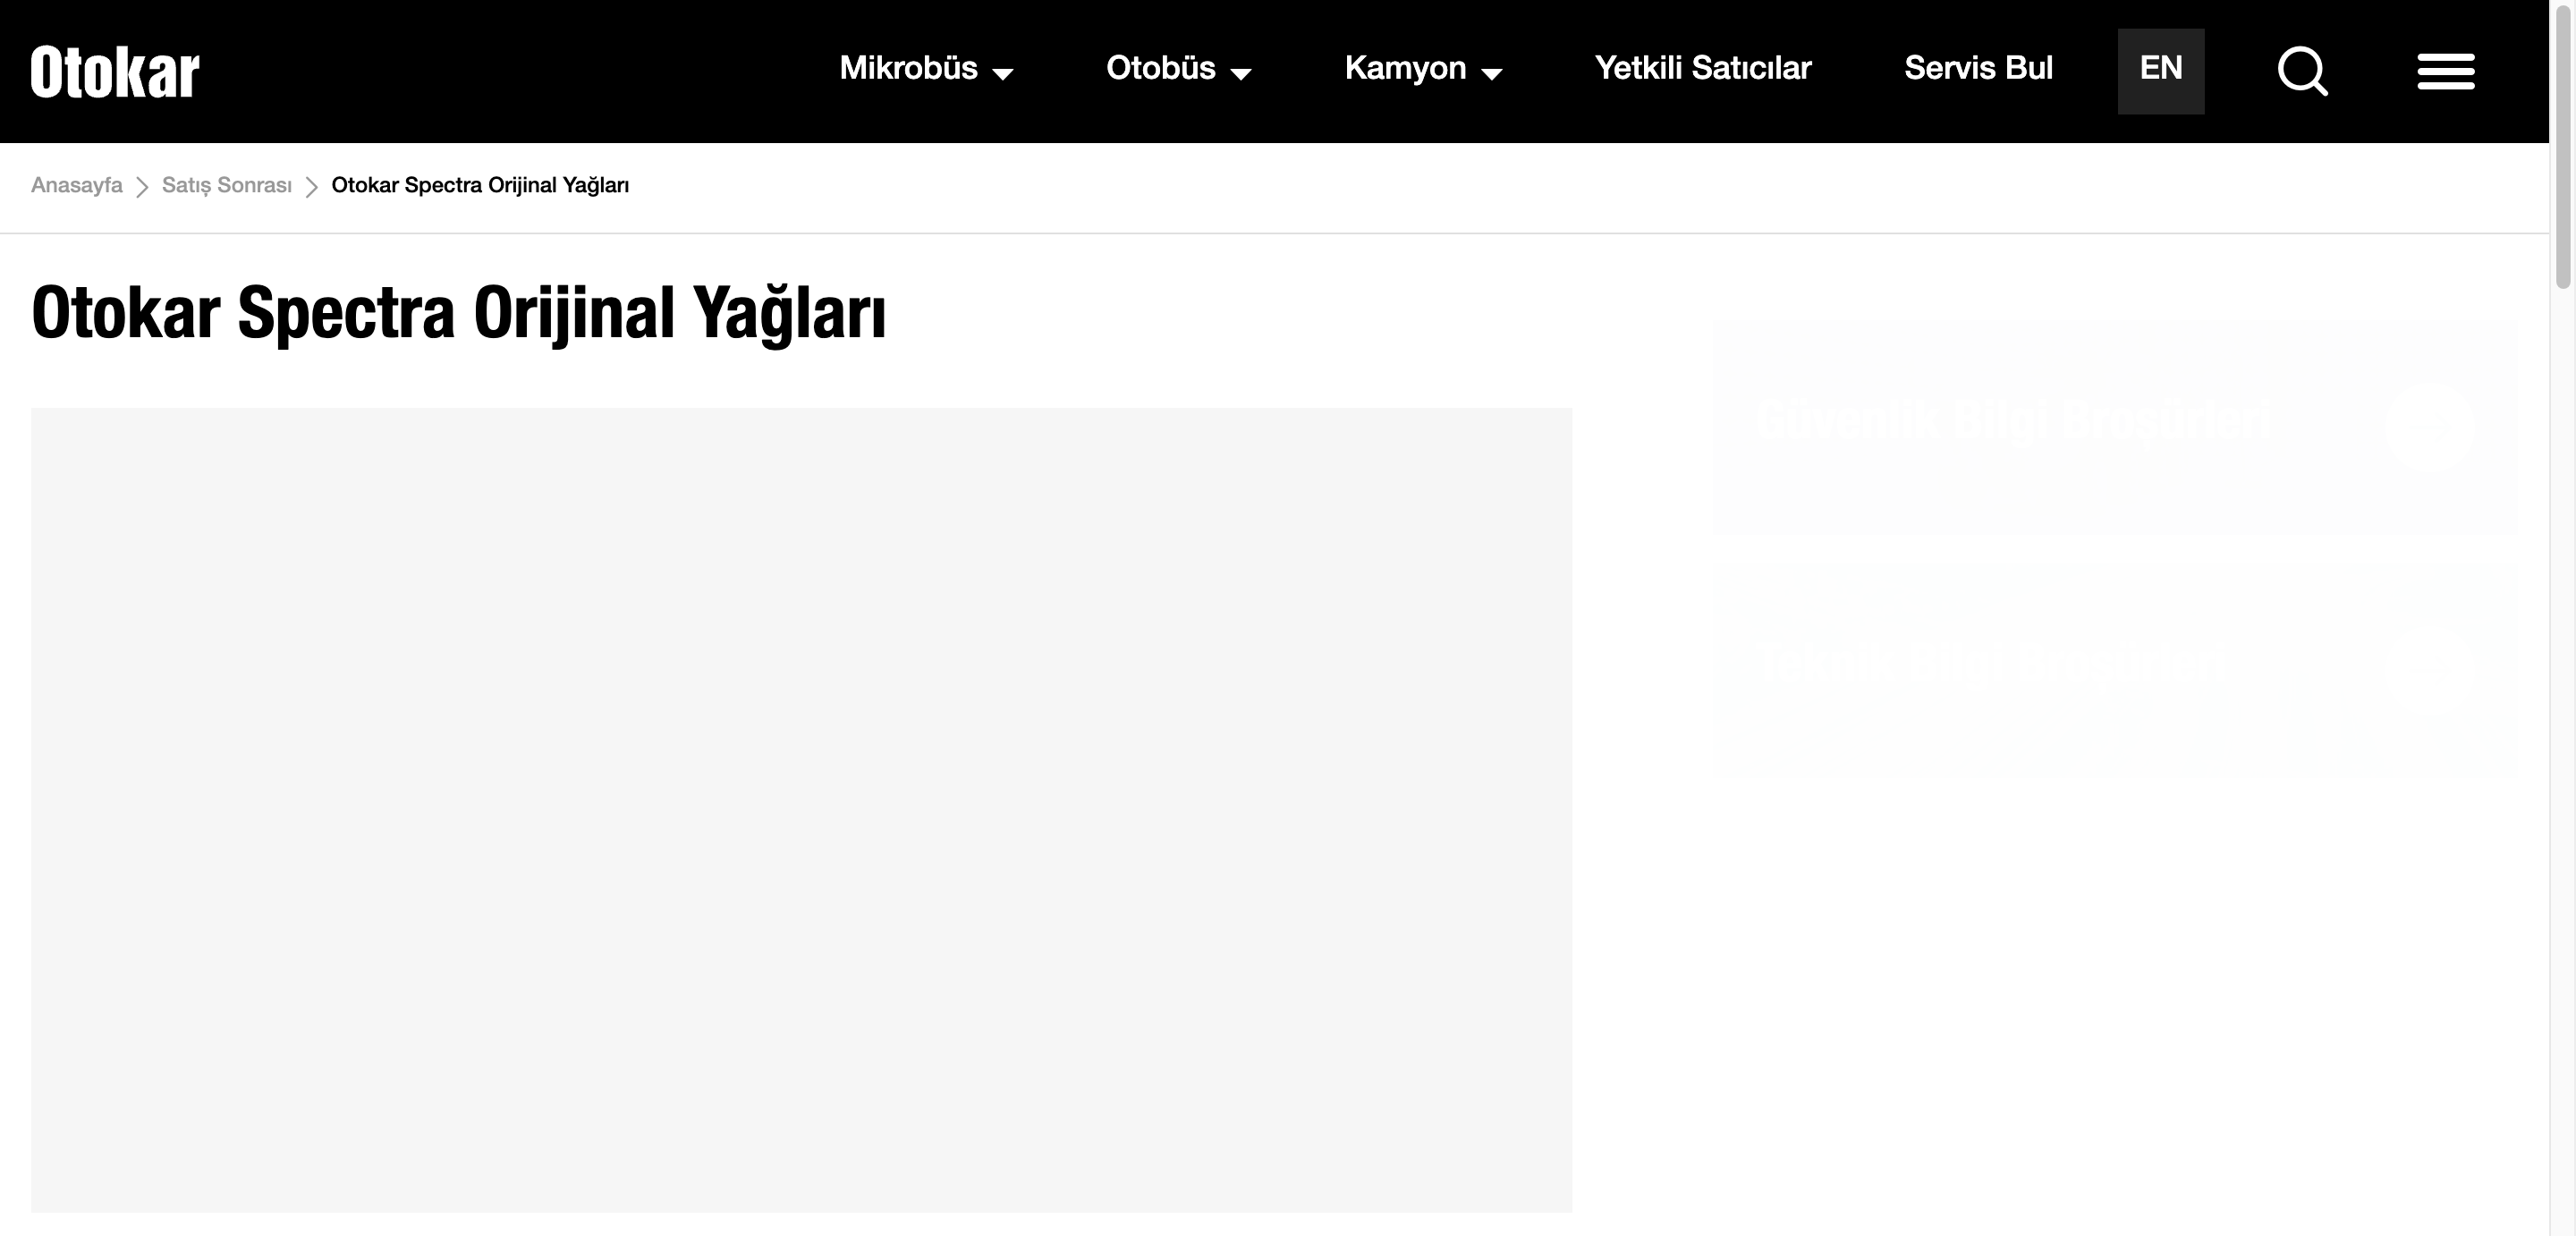 Otokar
Mikrobüs
Otobüs
Kamyon
Yetkili Satıcılar
Servis Bul
EN
Anasayfa > Satış Sonrası > Otokar Spectra Orijinal Yağları
Otokar Spectra Orijinal Yağları
Güvenlik Bilgi Broşürleri